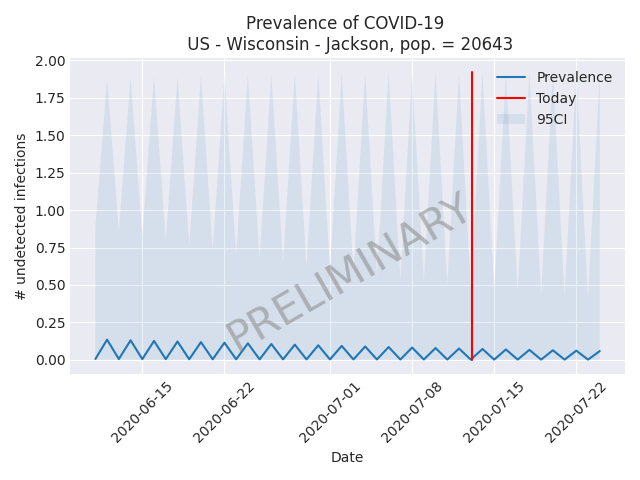 Prevalence of COVID-19
US - Wisconsin - Jackson, pop. = 20643
2.00
1.75
1.50
1.25
1.00
0.75
0.50
0.25
0.00
# undetected infections
Prevalence
Today
95CI
PRELIMINARY
2020-06-15
2020-06-22
2020-07-01
2020-07-08
2020-07-15
2020-07-22
Date